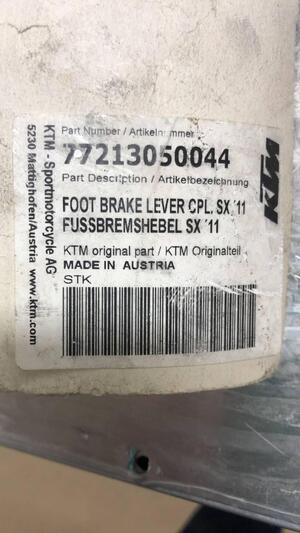 Part Number / Artikelnummer
77213050044
Part Description / Artikelbezeichnung
FOOT BRAKE LEVER CPL. SX ´11
FUSSBREMSHEBEL SX ´11
KTM original part / KTM Originalteil
MADE IN AUSTRIA
STK
KTM - Sportmotorcycle AG
5230 Mattighofen/Austria www.ktm.com
KTM